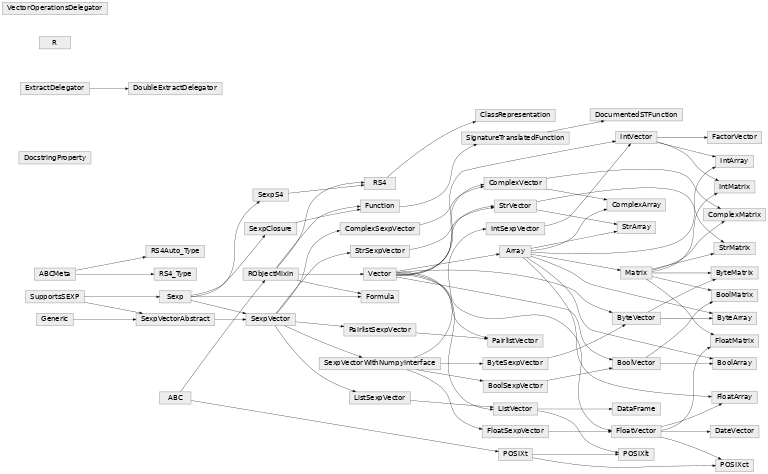 VectorOperationsDelegator
R
ExtractDelegator
DoubleExtractDelegator
ClassRepresentation
DocumentedSTFunction
SignatureTranslatedFunction
IntVector
FactorVector
DocstringProperty
IntArray
RS4
ComplexVector
IntMatrix
SexpS4
Function
StrVector
ComplexArray
ComplexMatrix
SexpClosure
ComplexSexpVector
IntSexpVector
StrArray
RS4Auto_Type
StrSexpVector
Array
StrMatrix
ABCMeta
RS4_Type
RObjectMixin
Vector
Matrix
ByteMatrix
SupportsSEXP
Sexp
Formula
BoolMatrix
Generic
SexpVectorAbstract
SexpVector
PairlistSexpVector
ByteVector
ByteArray
PairlistVector
FloatMatrix
SexpVectorWithNumpyInterface
ByteSexpVector
BoolVector
BoolArray
BoolSexpVector
ABC
ListSexpVector
FloatArray
ListVector
DataFrame
FloatSexpVector
FloatVector
DateVector
POSIXt
POSIXlt
POSIXct